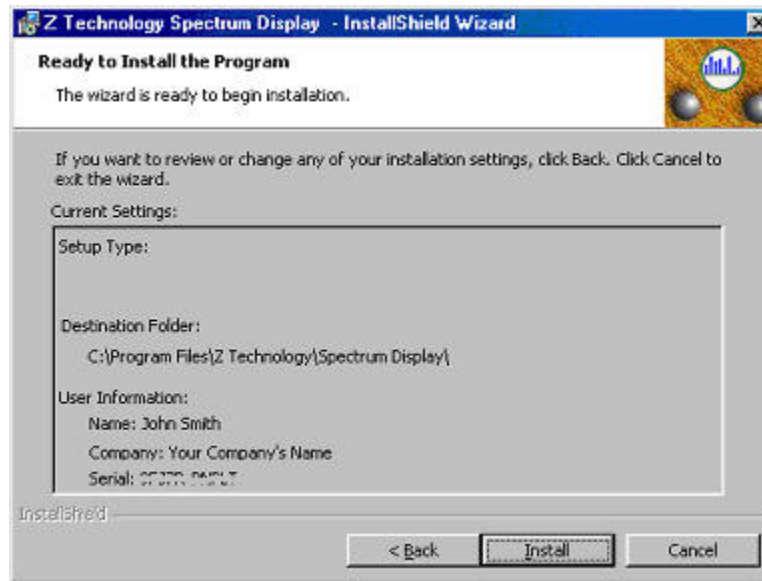 Z Technology Spectrum Display - InstallShield Wizard
Ready to Install the Program
The wizard is ready to begin installation.
If you want to review or change any of your installation settings, click Back. Click Cancel to
exit the wizard.
Current Settings:
Setup Type:
Destination Folder:
C:\Program Files\Z Technology\Spectrum Display\
User Information:
Name: John Smith
Company: Your Company's Name
Serial:
InstallShield
< Back
Install
Cancel